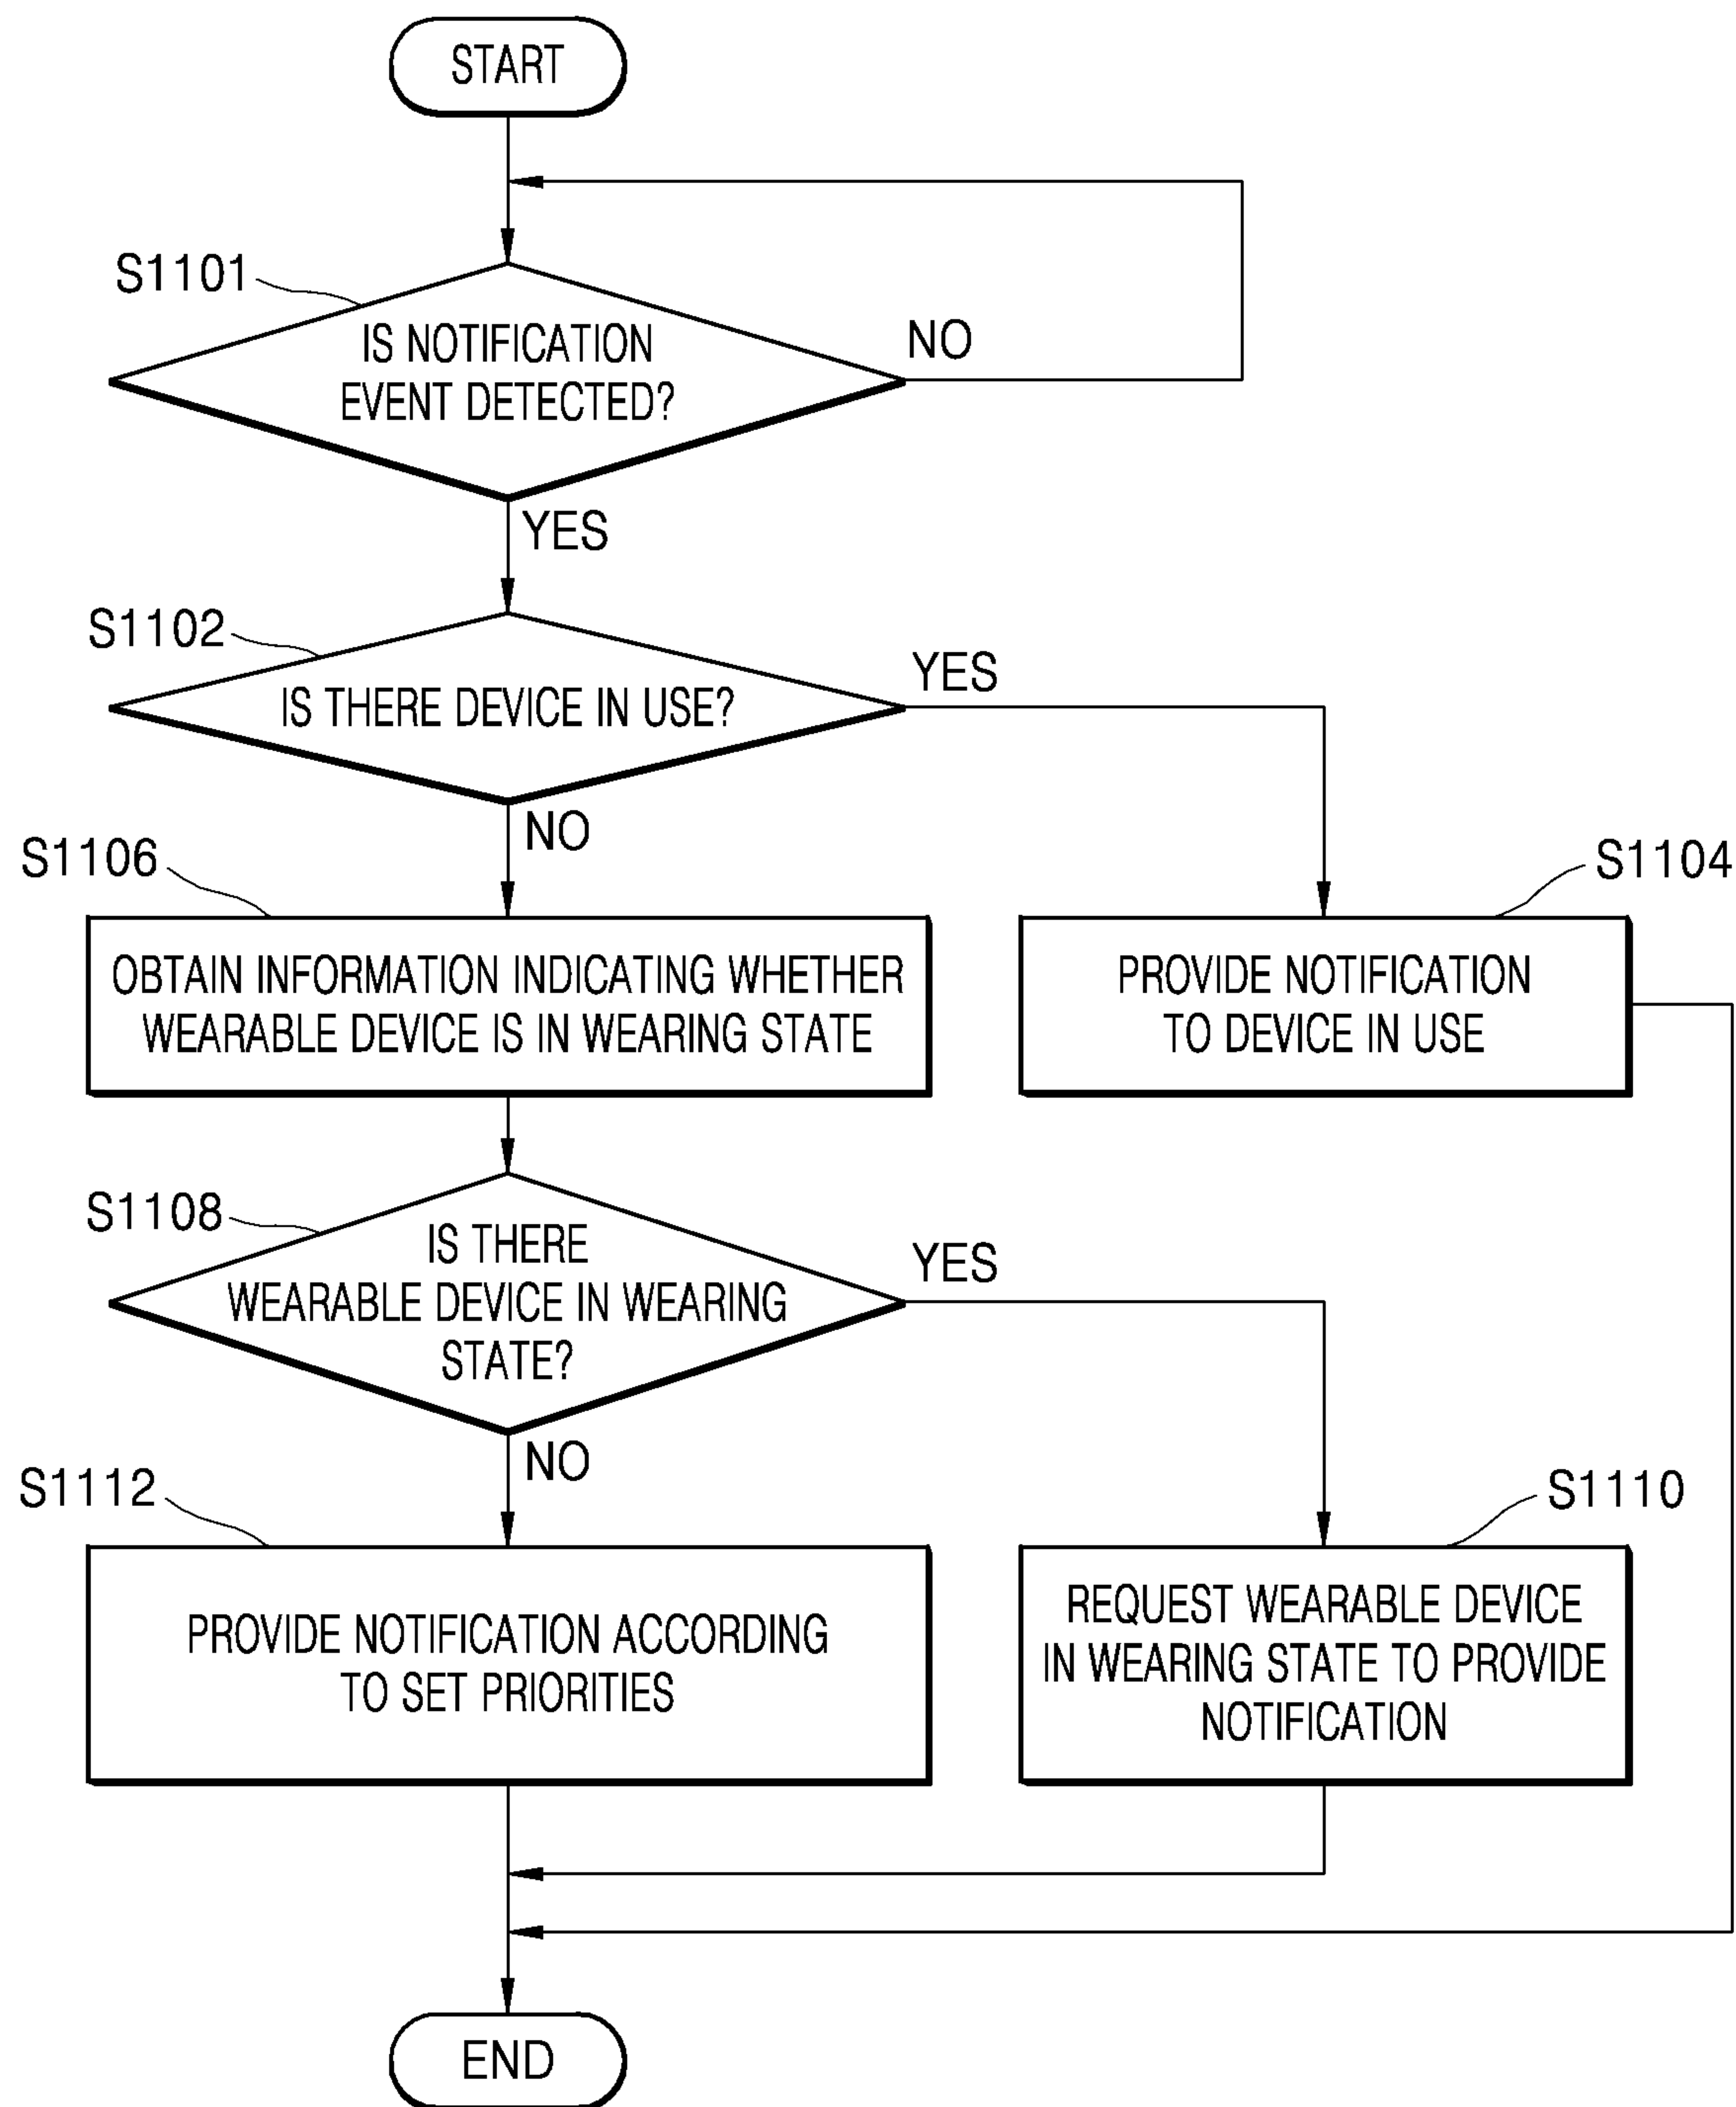 START
S1101
IS NOTIFICATION
EVENT DETECTED?
NO
YES
S1102
IS THERE DEVICE IN USE?
YES
NO
S1106
OBTAIN INFORMATION INDICATING WHETHER
WEARABLE DEVICE IS IN WEARING STATE
S1104
PROVIDE NOTIFICATION
TO DEVICE IN USE
S1108
IS THERE
WEARABLE DEVICE IN WEARING
STATE?
YES
NO
S1112
PROVIDE NOTIFICATION ACCORDING
TO SET PRIORITIES
S1110
REQUEST WEARABLE DEVICE
IN WEARING STATE TO PROVIDE
NOTIFICATION
END